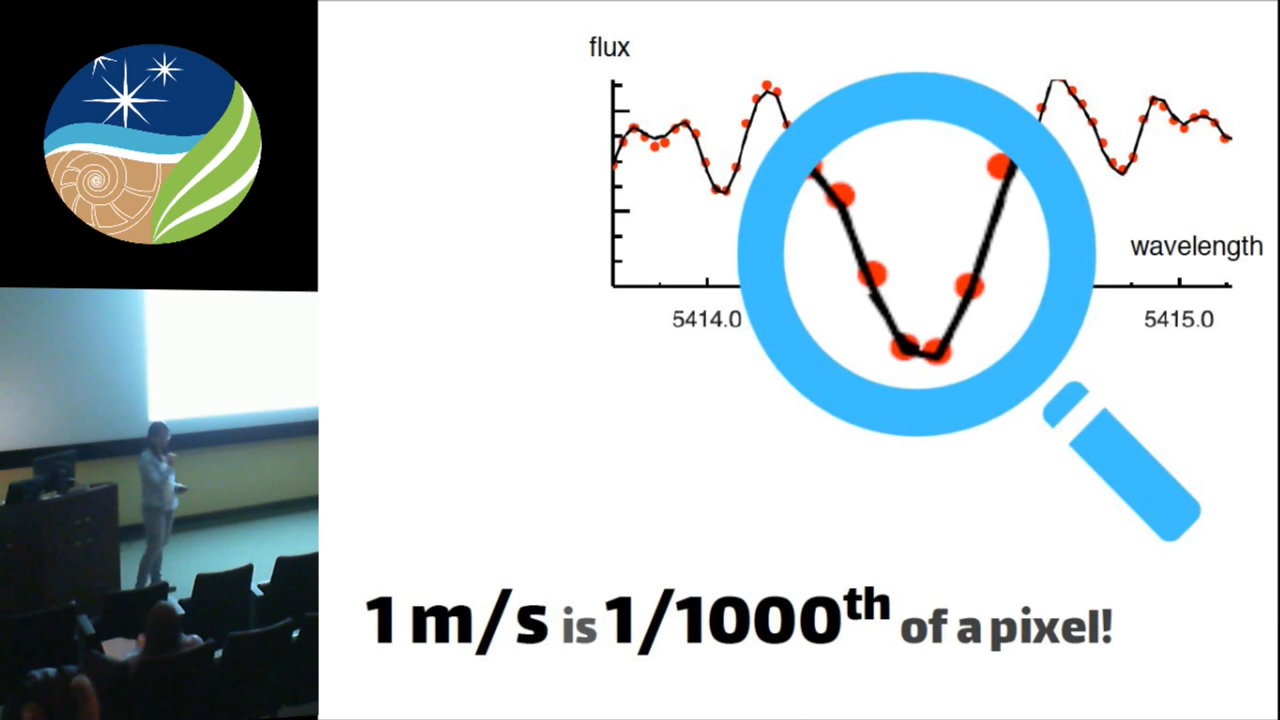 flux
wavelength
5414.0
5415.0
1 m/s is 1/1000th of a pixel!